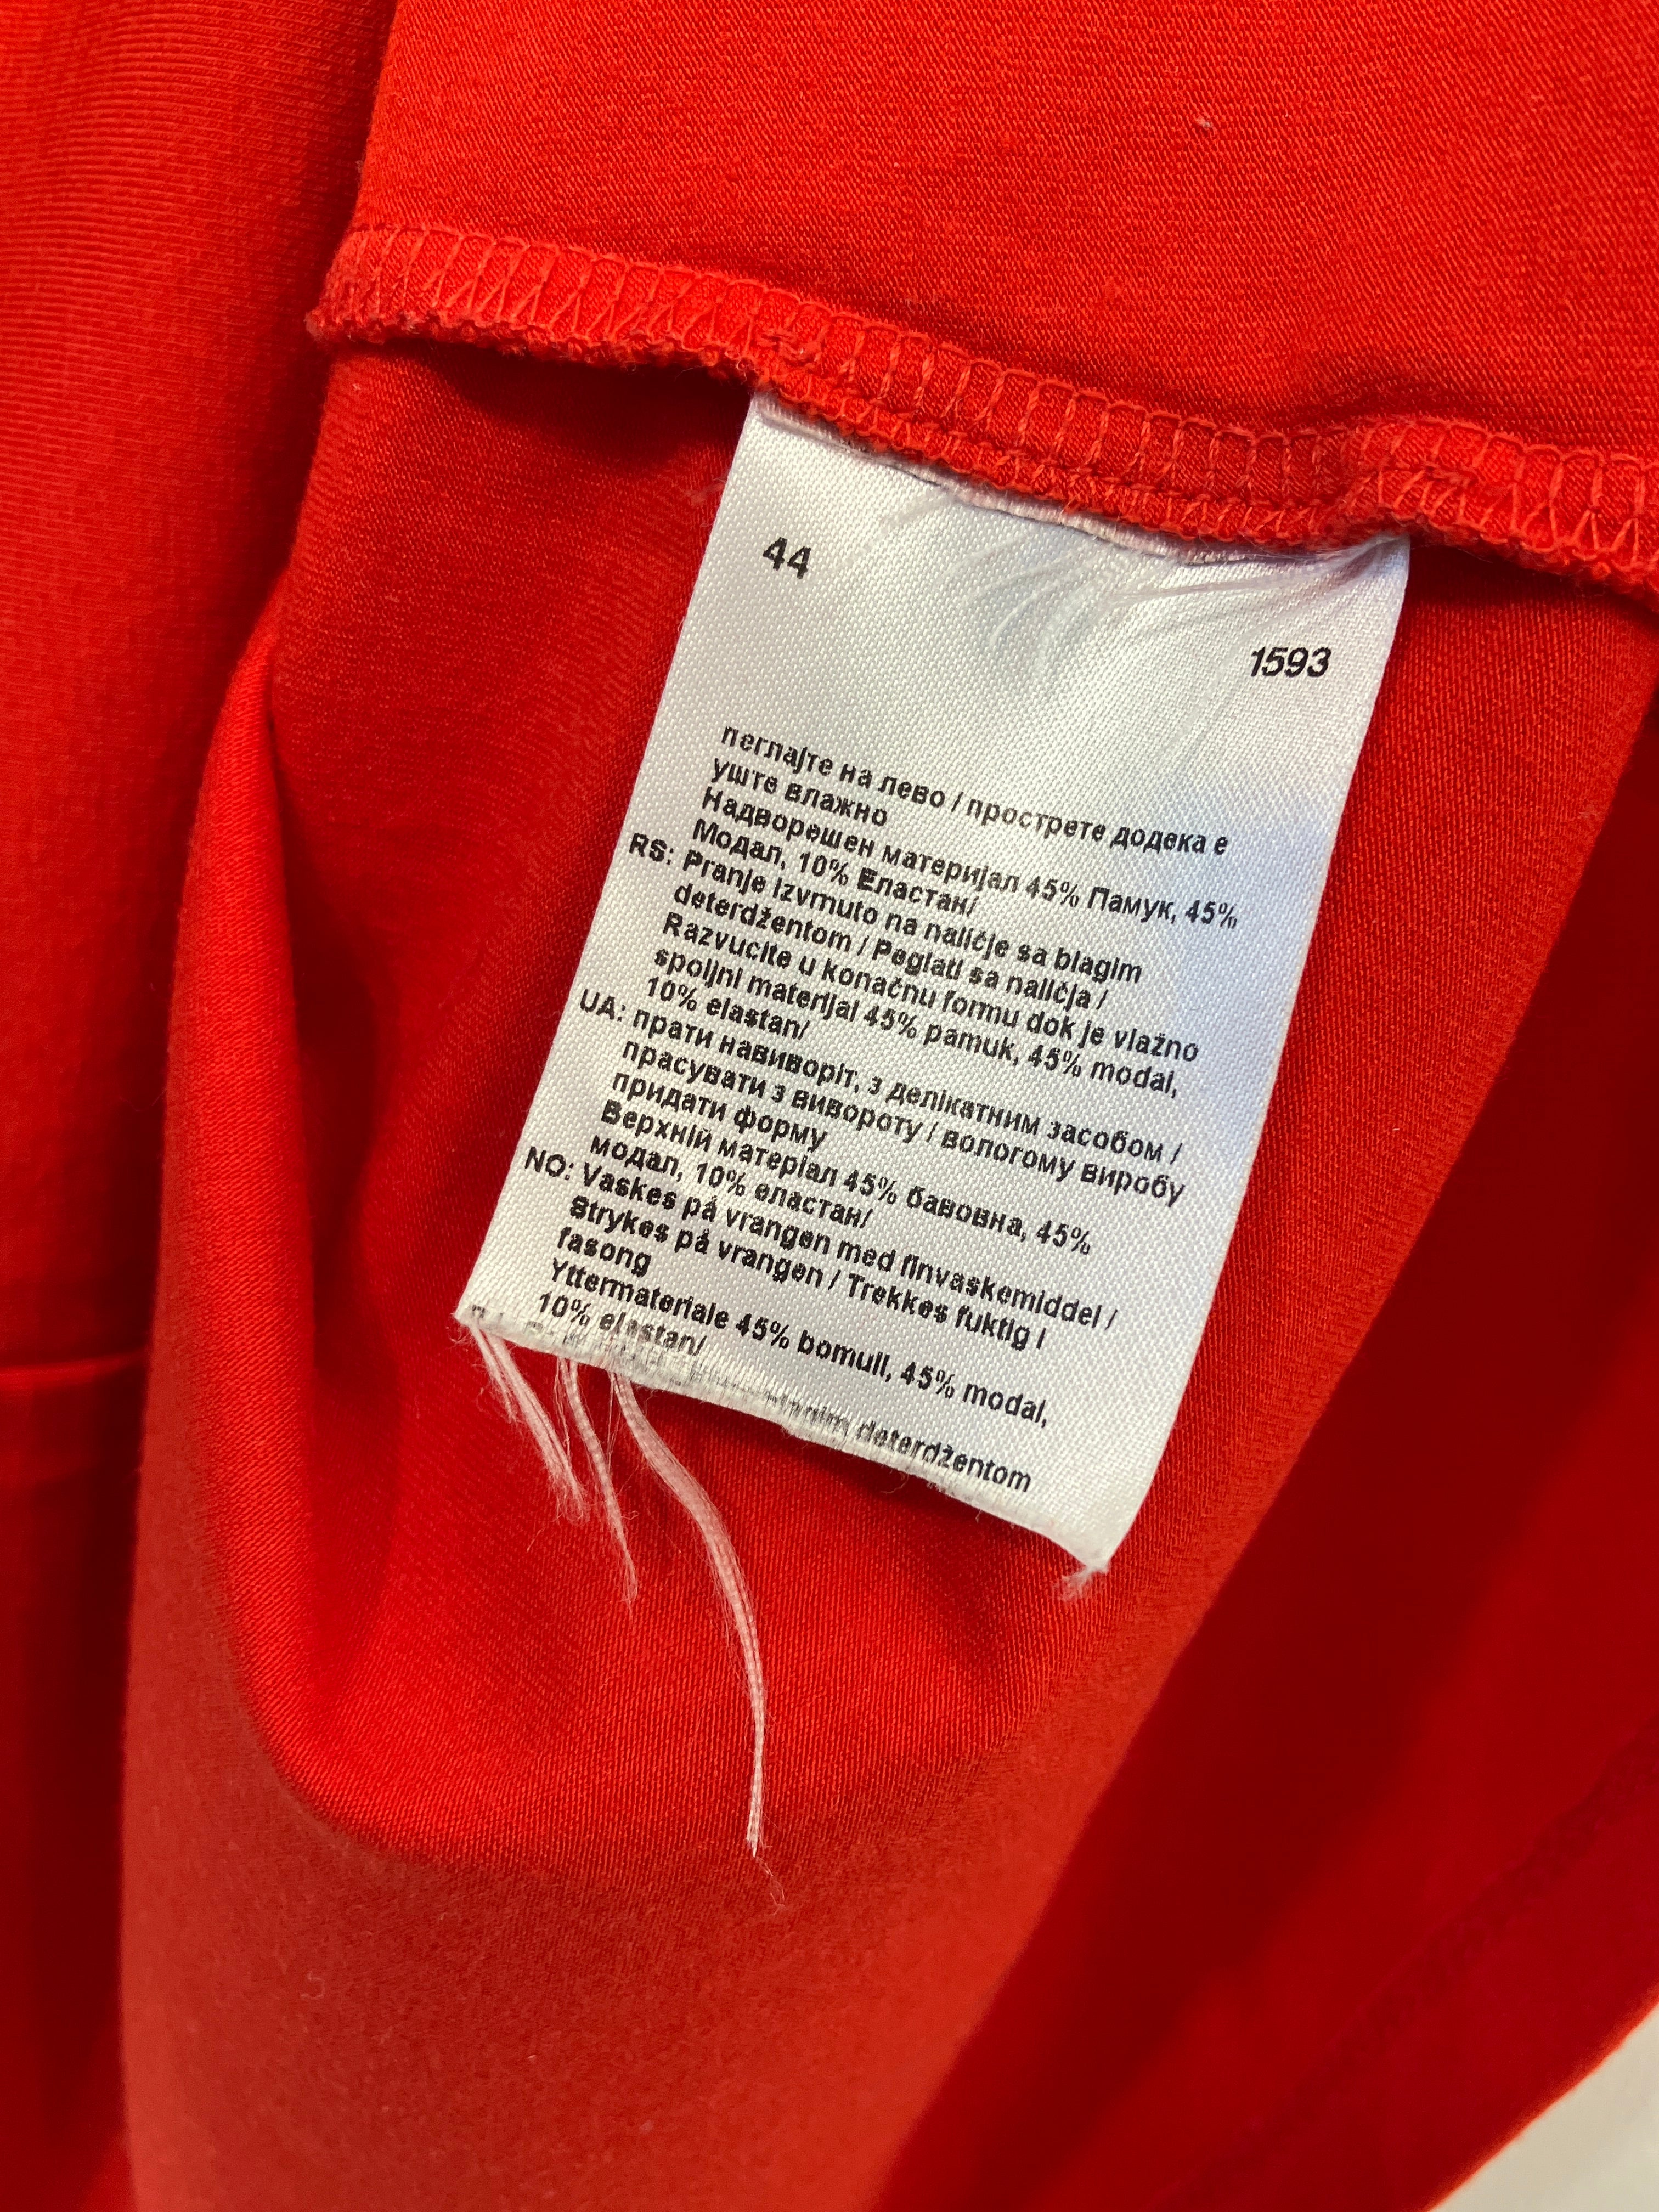 44
1593
пеглајте на лево / прострете додека е
уште влажно
Надворешен материјал 45% Памук, 45%
Модал, 10% Еластан/
RS: Pranje izvrnuto na naličje sa blagim
deterdžentom / Peglati sa naličja /
Razvucite u konačnu formu dok je vlažno
spoljni materijal 45% pamuk, 45% modal,
10% elastan/
UA: прати навиворіт, з делікатним засобом /
прасувати з вивороту / вологому виробу
придати форму
Верхній матеріал 45% бавовна, 45%
модал, 10% еластан/
NO: Vaskes på vrangen med finvaskemiddel /
Strykes på vrangen / Trekkes fuktig i
fasong
Yttermateriale 45% bomull, 45% modal,
10% elastan/
deterdžentom